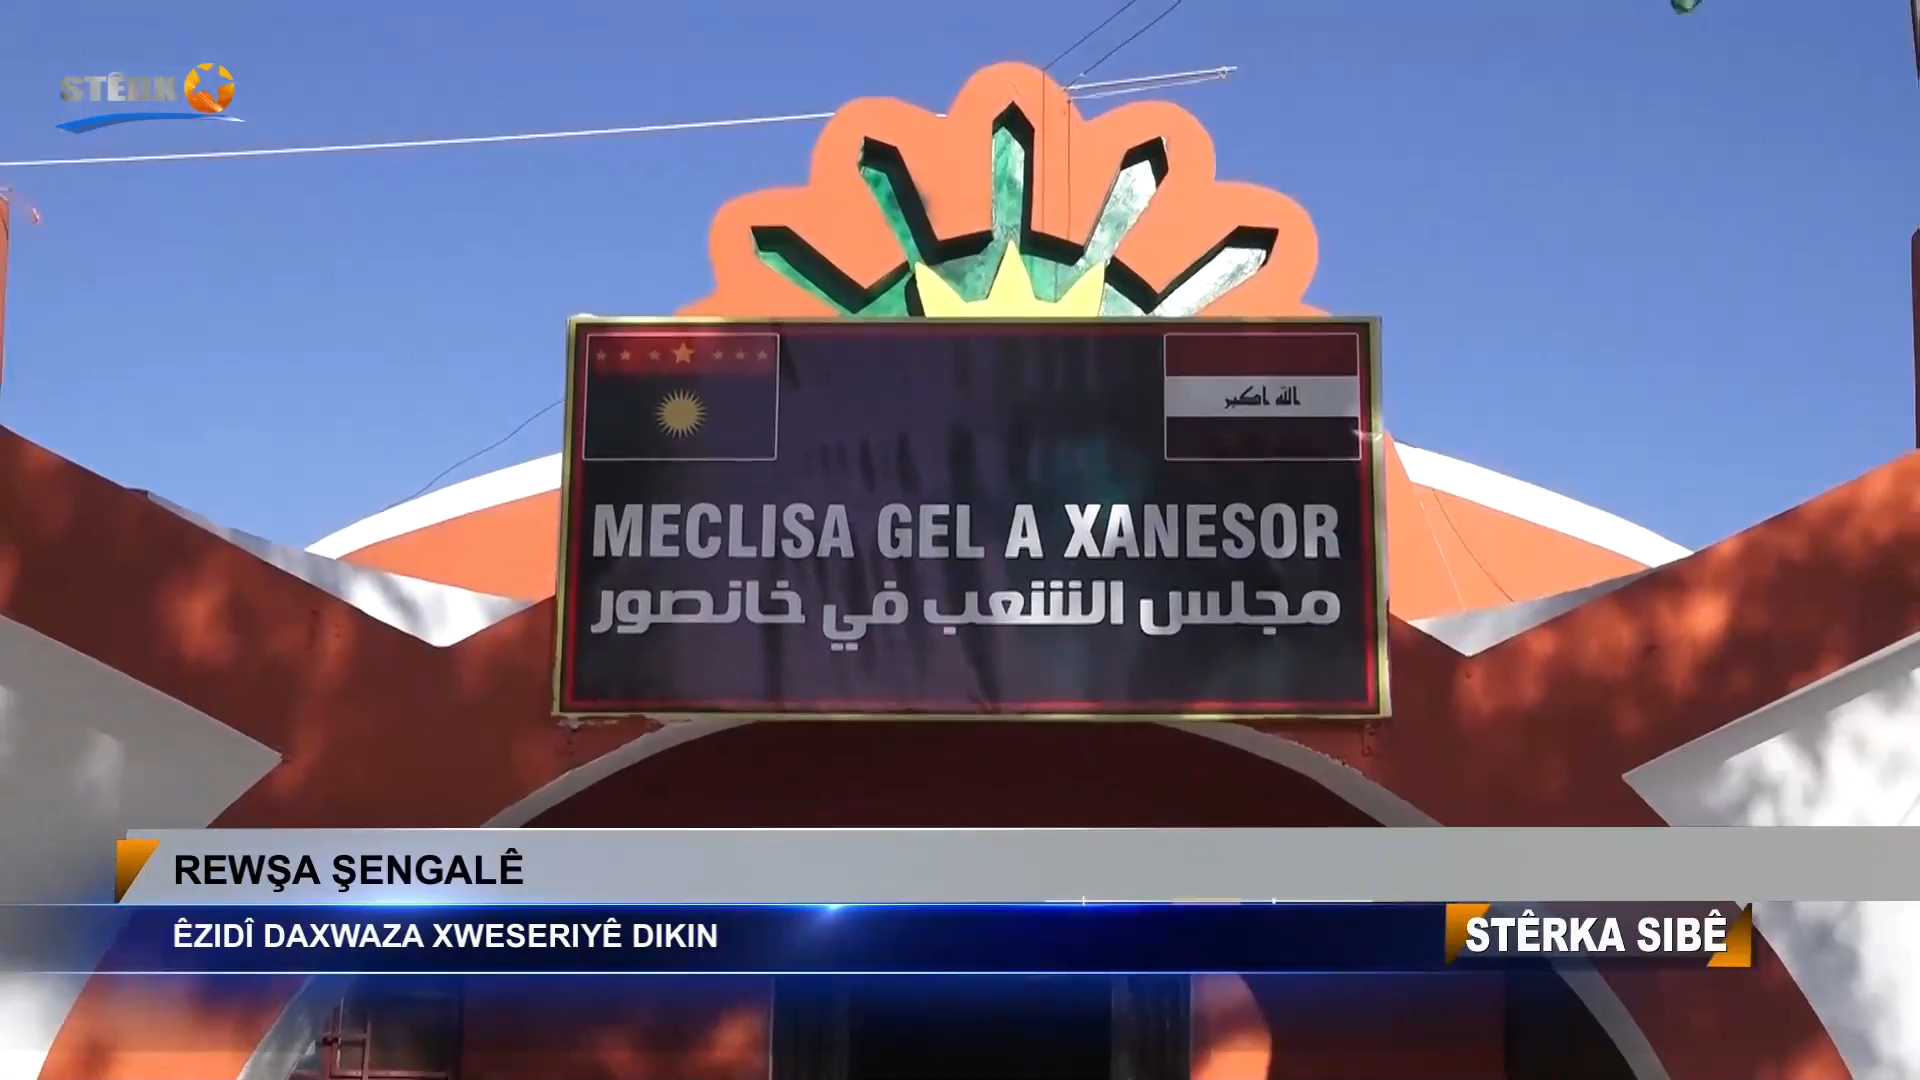 STÊRK
الله اكبر
MECLISA GEL A XANESOR
مجلس الشعب في خانصور
REWŞA ŞENGALÊ
ÊZIDÎ DAXWAZA XWESERIYÊ DIKIN
STÊRKA SIBÊ